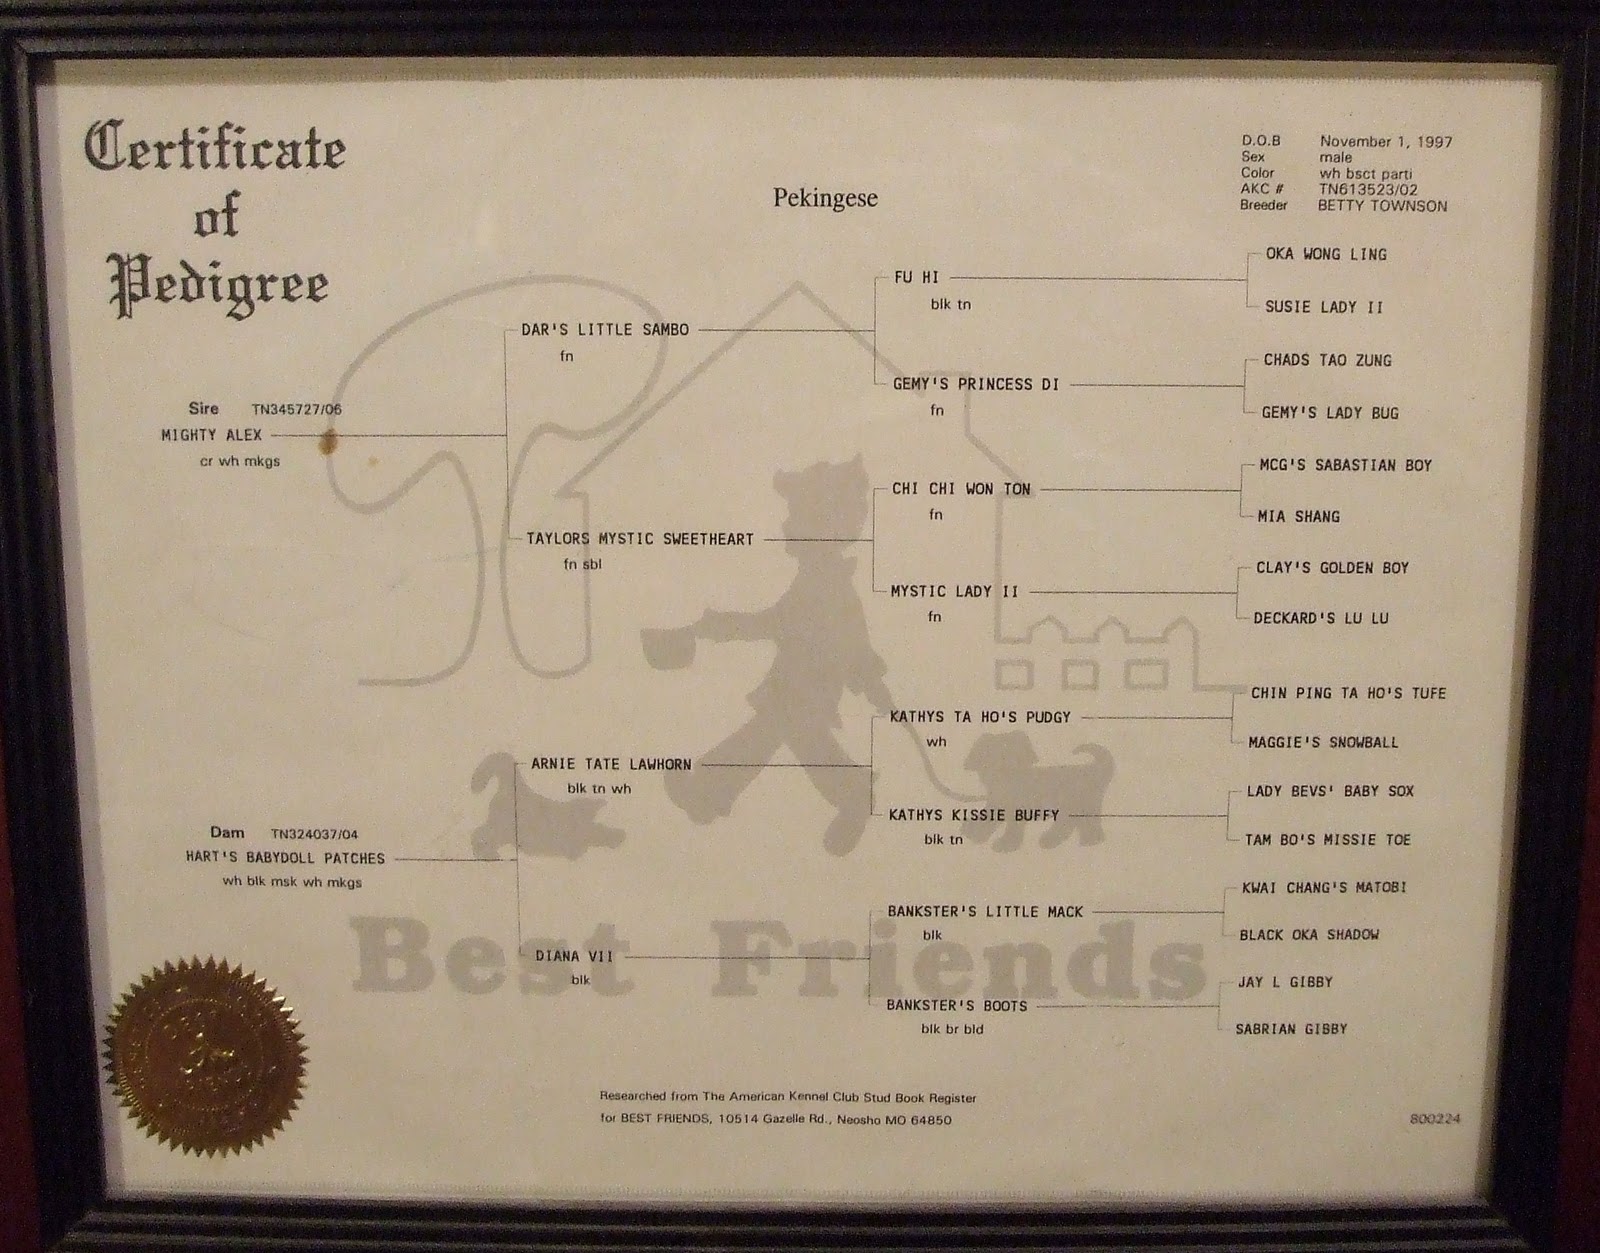 Certificate
of
Pedigree
Pekingese
D.O.B November 1, 1997
Sex male
Color wh bsct parti
AKC # TN613523/02
Breeder BETTY TOWNSON
OKA WONG LING
FU HI
blk tn
SUSIE LADY II
DAR'S LITTLE SAMBO
fn
CHADS TAO ZUNG
GEMY'S PRINCESS DI
fn
GEMY'S LADY BUG
Sire TN345727/06
MIGHTY ALEX
cr wh mkgs
MCG'S SABASTIAN BOY
CHI CHI WON TON
fn
MIA SHANG
TAYLORS MYSTIC SWEETHEART
fn sbl
CLAY'S GOLDEN BOY
MYSTIC LADY II
fn
DECKARD'S LU LU
CHIN PING TA HO'S TUFE
KATHYS TA HO'S PUDGY
wh
MAGGIE'S SNOWBALL
ARNIE TATE LAWHORN
blk tn wh
LADY BEVS' BABY SOX
KATHYS KISSIE BUFFY
blk tn
TAM BO'S MISSIE TOE
Dam TN324037/04
HART'S BABYDOLL PATCHES
wh blk msk wh mkgs
KWAI CHANG'S MATOBI
BANKSTER'S LITTLE MACK
blk
BLACK OKA SHADOW
DIANA VII
blk
Best Friends
JAY L GIBBY
BANKSTER'S BOOTS
blk br bld
SABRIAN GIBBY
Researched from The American Kennel Club Stud Book Register
for BEST FRIENDS, 10514 Gazelle Rd., Neosho MO 64850
800224